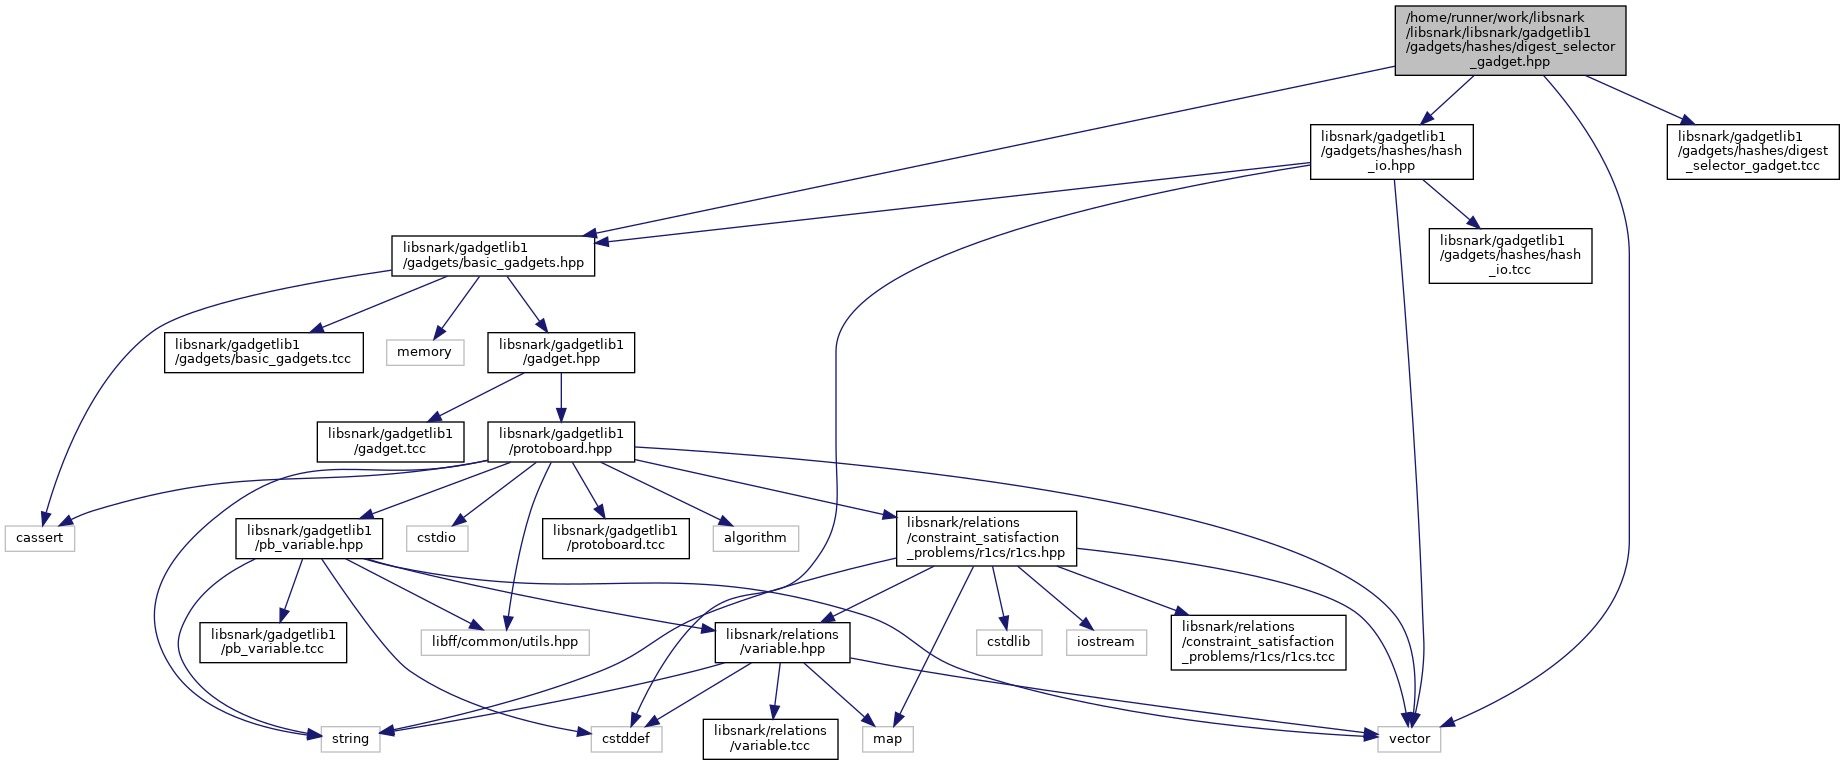 /home/runner/work/libsnark
/libsnark/libsnark/gadgetlib1
/gadgets/hashes/digest_selector
_gadget.hpp
libsnark/gadgetlib1
/gadgets/hashes/hash
_io.hpp
libsnark/gadgetlib1
/gadgets/hashes/digest
_selector_gadget.tcc
libsnark/gadgetlib1
/gadgets/basic_gadgets.hpp
libsnark/gadgetlib1
/gadgets/hashes/hash
_io.tcc
libsnark/gadgetlib1
/gadgets/basic_gadgets.tcc
memory
libsnark/gadgetlib1
/gadget.hpp
libsnark/gadgetlib1
/gadget.tcc
libsnark/gadgetlib1
/protoboard.hpp
cassert
libsnark/gadgetlib1
/pb_variable.hpp
cstdio
libsnark/gadgetlib1
/protoboard.tcc
algorithm
libsnark/relations
/constraint_satisfaction
_problems/r1cs/r1cs.hpp
libsnark/gadgetlib1
/pb_variable.tcc
libff/common/utils.hpp
libsnark/relations
/variable.hpp
cstdlib
iostream
libsnark/relations
/constraint_satisfaction
_problems/r1cs/r1cs.tcc
string
cstddef
libsnark/relations
/variable.tcc
map
vector